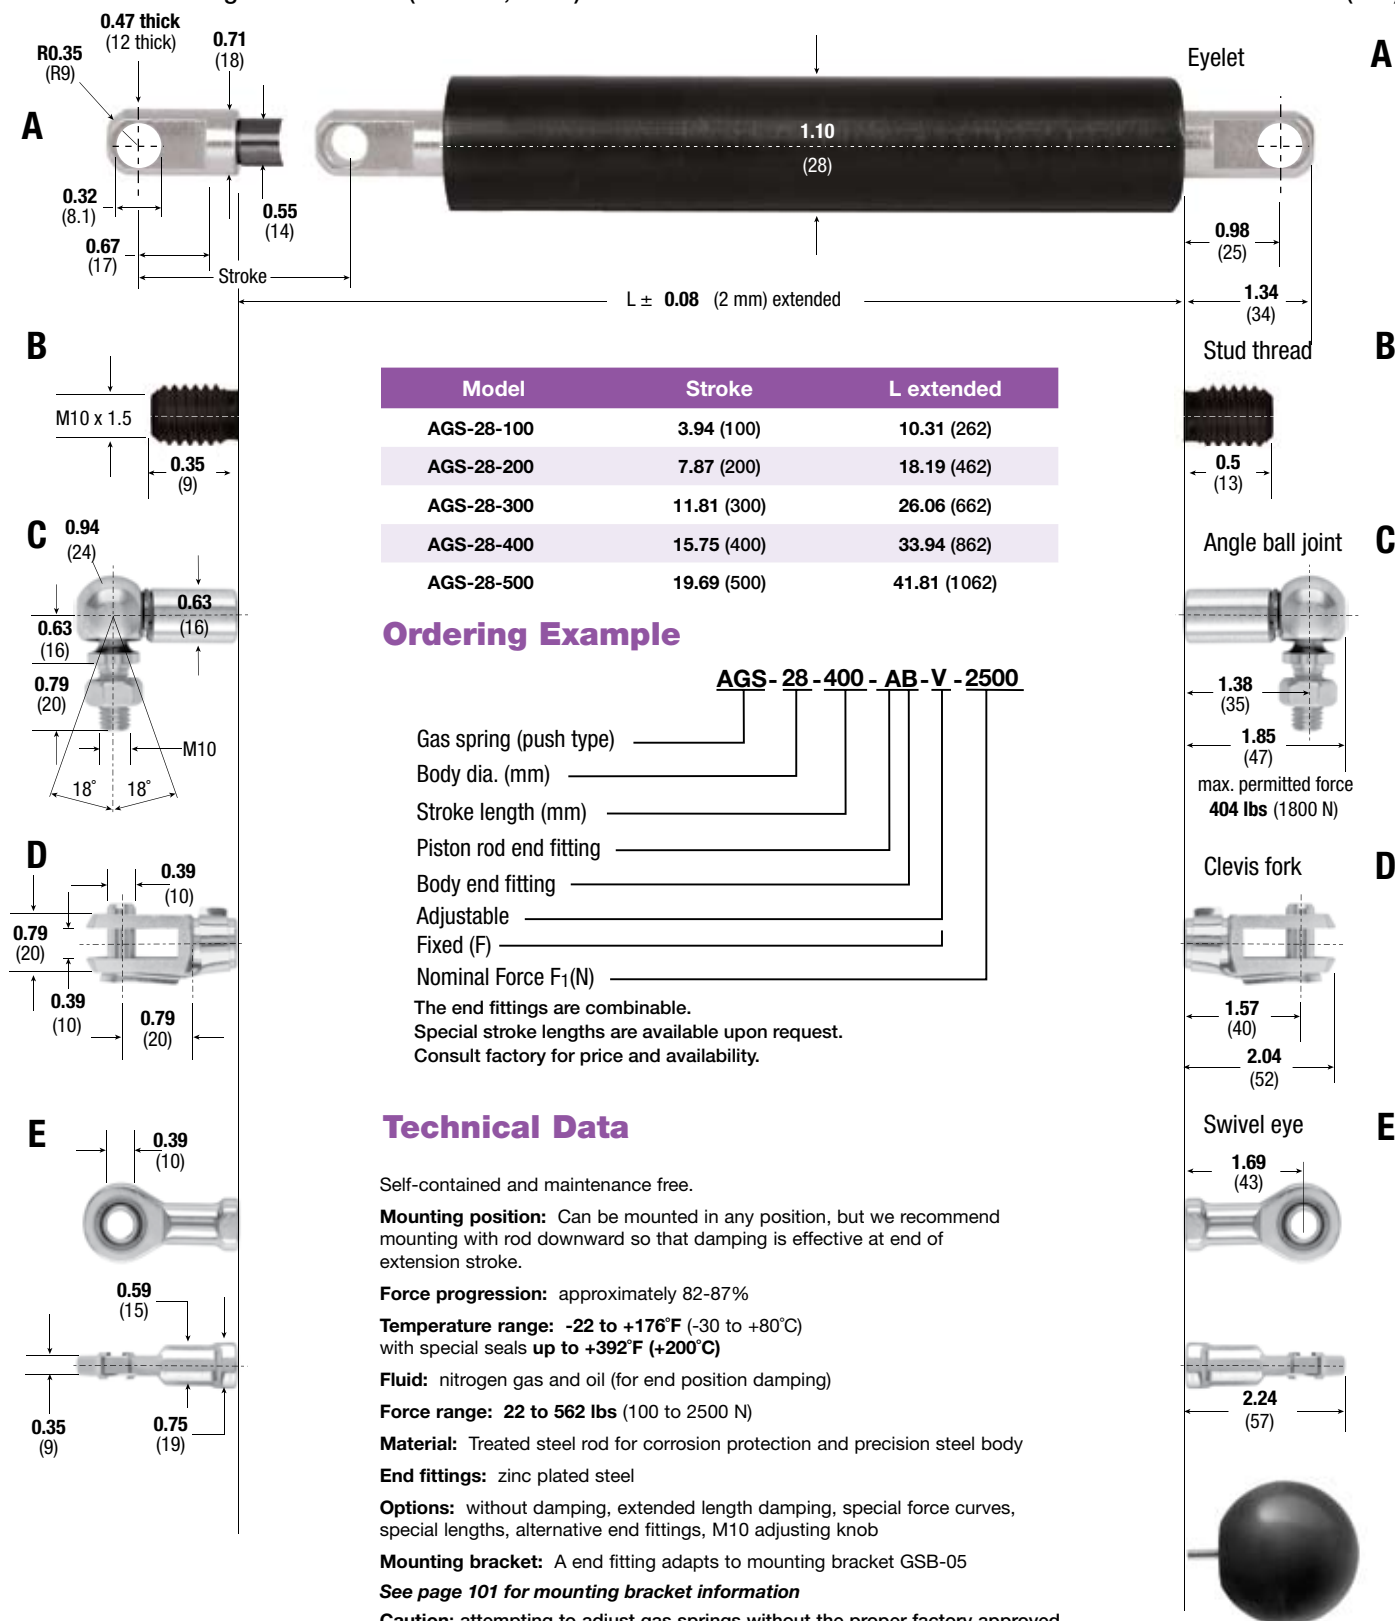 0.47 thick
(12 thick)
R0.35
(R9)
0.71
(18)
Eyelet
A
A
1.10
(28)
0.32
(8.1)
0.55
(14)
0.67
(17)
0.98
(25)
Stroke
L ± 0.08 (2 mm) extended
1.34
(34)
B
Stud thread
B
M10 x 1.5
0.35
(9)
0.5
(13)
Model Stroke L extended
AGS-28-100 3.94 (100) 10.31 (262)
AGS-28-200 7.87 (200) 18.19 (462)
AGS-28-300 11.81 (300) 26.06 (662)
AGS-28-400 15.75 (400) 33.94 (862)
AGS-28-500 19.69 (500) 41.81 (1062)
C
0.94
(24)
Angle ball joint
C
0.63
(16)
0.63
(16)
0.79
(20)
M10
18° 18°
1.38
(35)
1.85
(47)
max. permitted force
404 lbs (1800 N)
Ordering Example
AGS - 28 - 400 - AB - V - 2500
Gas spring (push type)
Body dia. (mm)
Stroke length (mm)
Piston rod end fitting
Body end fitting
Adjustable
Fixed (F)
Nominal Force F1(N)
The end fittings are combinable.
Special stroke lengths are available upon request.
Consult factory for price and availability.
D
0.39
(10)
Clevis fork
D
0.79
(20)
0.39
(10)
0.79
(20)
1.57
(40)
2.04
(52)
Technical Data
E
0.39
(10)
Swivel eye
E
1.69
(43)
Self-contained and maintenance free.
Mounting position: Can be mounted in any position, but we recommend
mounting with rod downward so that damping is effective at end of
extension stroke.
Force progression: approximately 82-87%
Temperature range: -22 to +176°F (-30 to +80°C)
with special seals up to +392°F (+200°C)
Fluid: nitrogen gas and oil (for end position damping)
Force range: 22 to 562 lbs (100 to 2500 N)
Material: Treated steel rod for corrosion protection and precision steel body
End fittings: zinc plated steel
Options: without damping, extended length damping, special force curves,
special lengths, alternative end fittings, M10 adjusting knob
Mounting bracket: A end fitting adapts to mounting bracket GSB-05
See page 101 for mounting bracket information
Caution: attempting to adjust gas springs without the proper factory approved
0.59
(15)
0.35
(9)
0.75
(19)
2.24
(57)